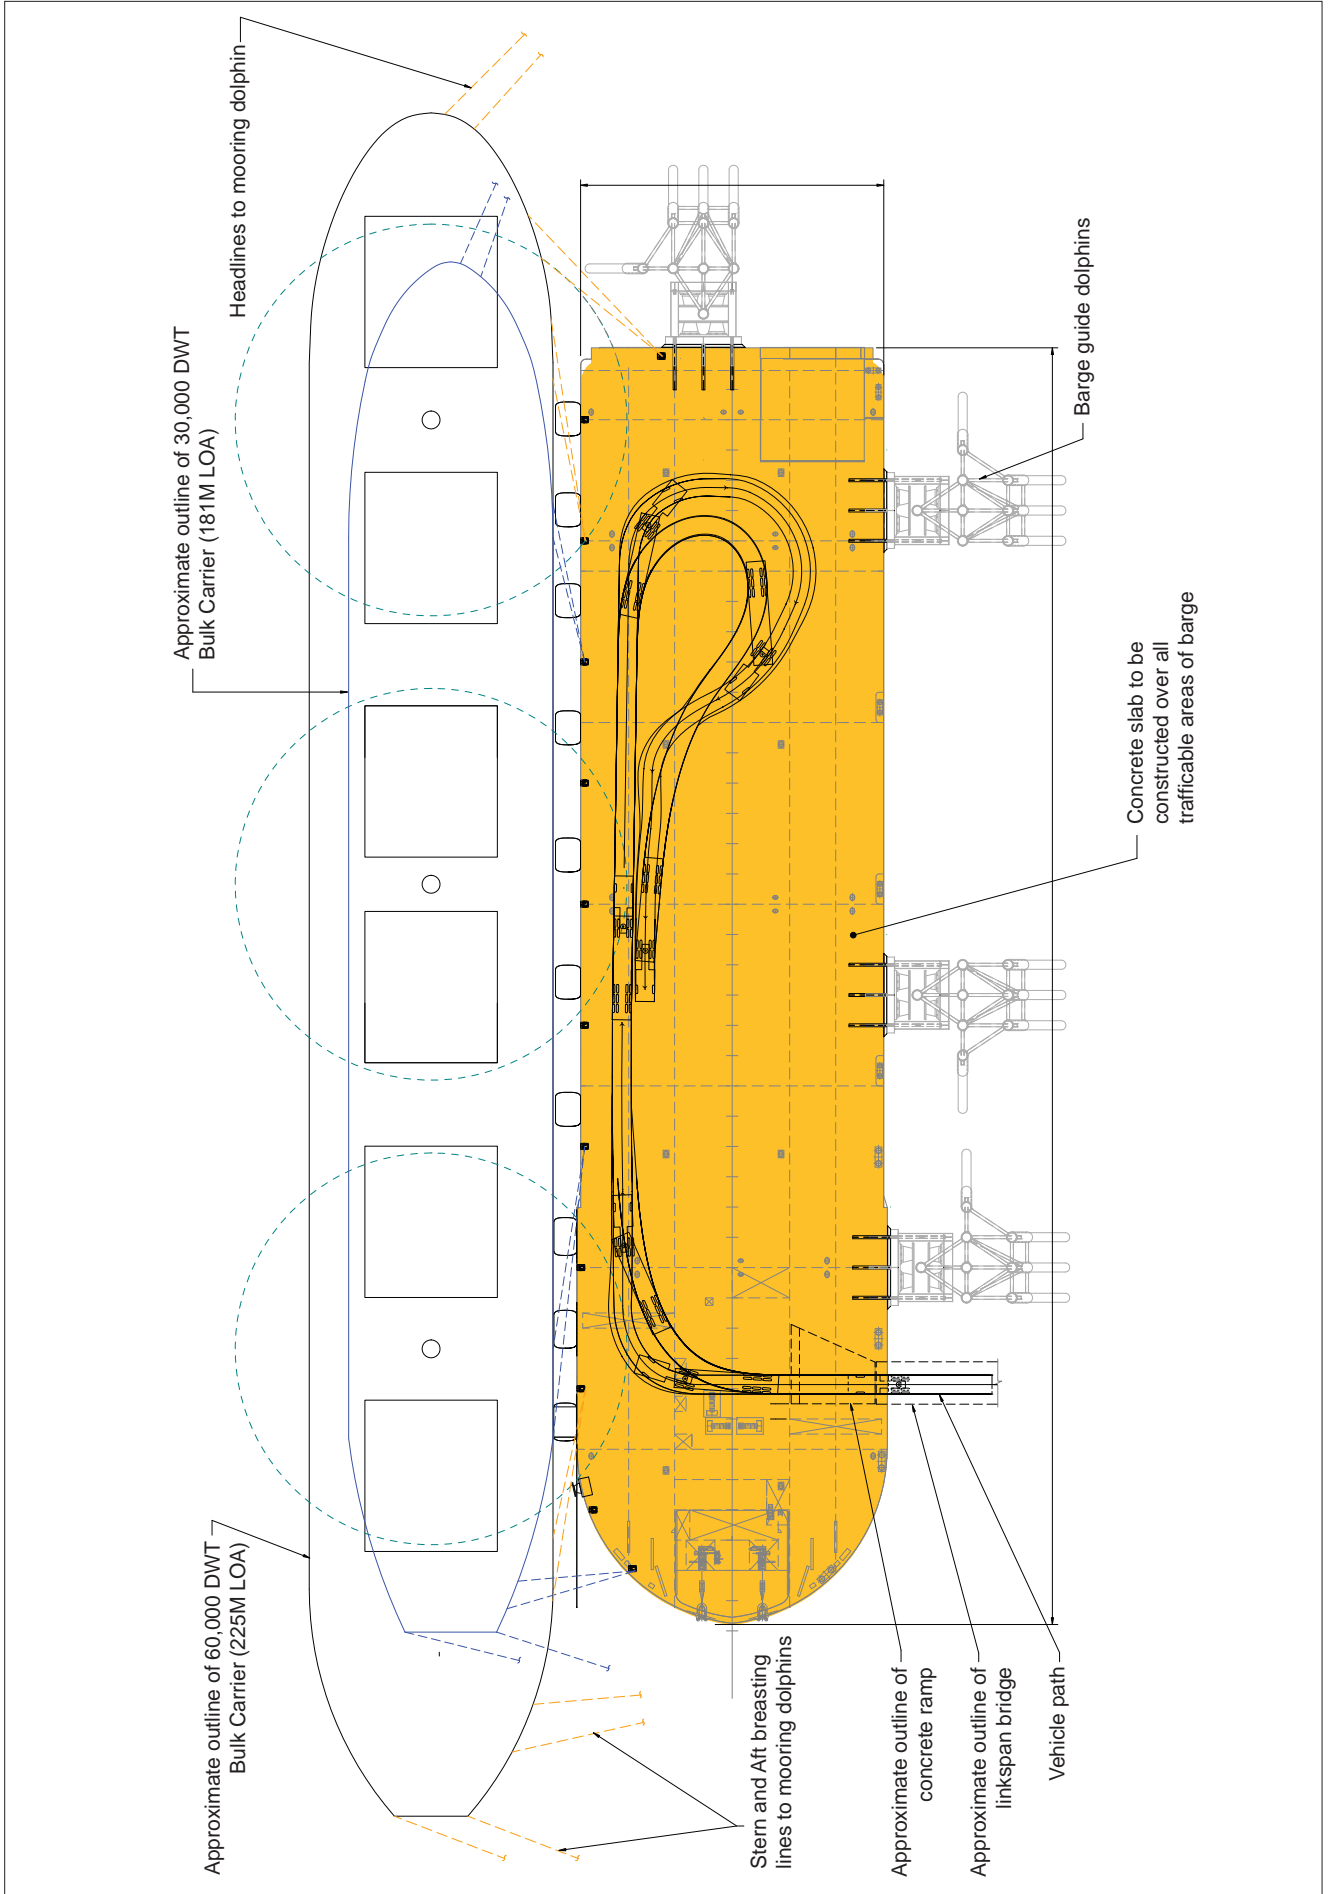 Approximate outline of 60,000 DWT
Bulk Carrier (225M LOA)
Approximate outline of 30,000 DWT
Bulk Carrier (181M LOA)
Headlines to mooring dolphin
Stern and Aft breasting
lines to mooring dolphins
Approximate outline of
concrete ramp
Approximate outline of
linkspan bridge
Vehicle path
Concrete slab to be
constructed over all
trafficable areas of barge
Barge guide dolphins